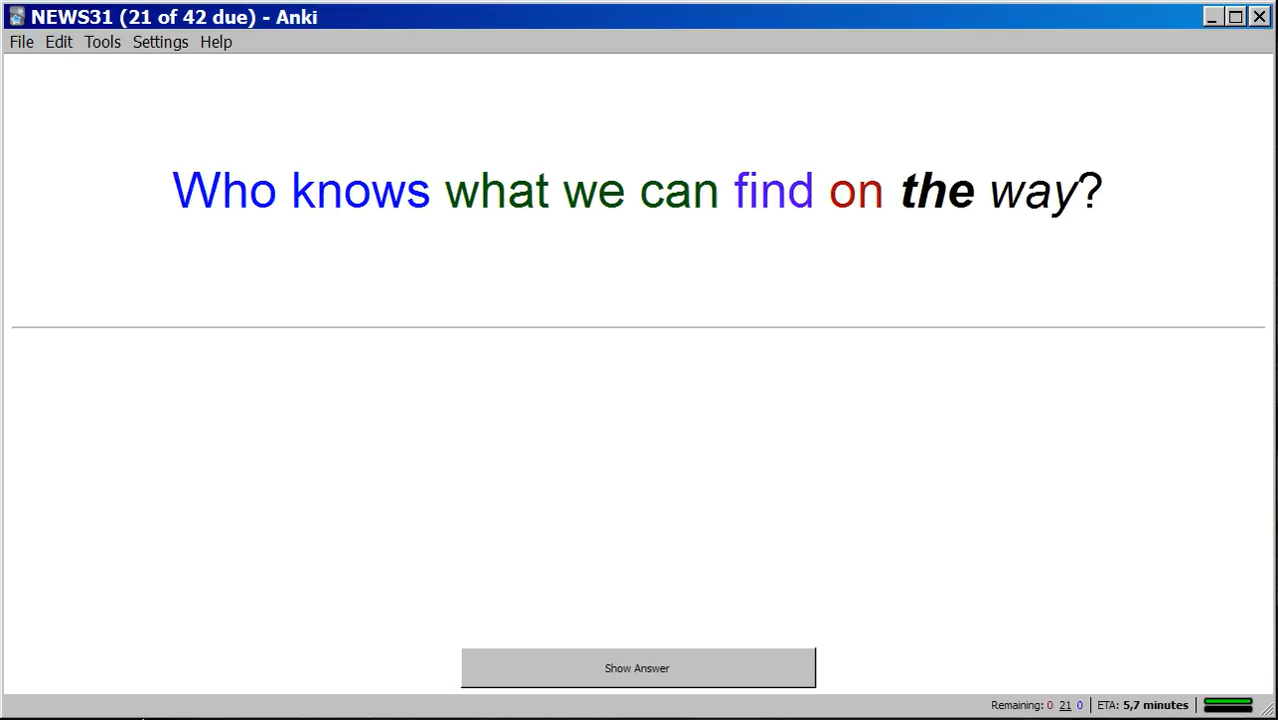 NEWS31 (21 of 42 due) - Anki
File Edit Tools Settings Help
Who knows what we can find on the way?
Show Answer
Remaining: 0 21 0 ETA: 5,7 minutes